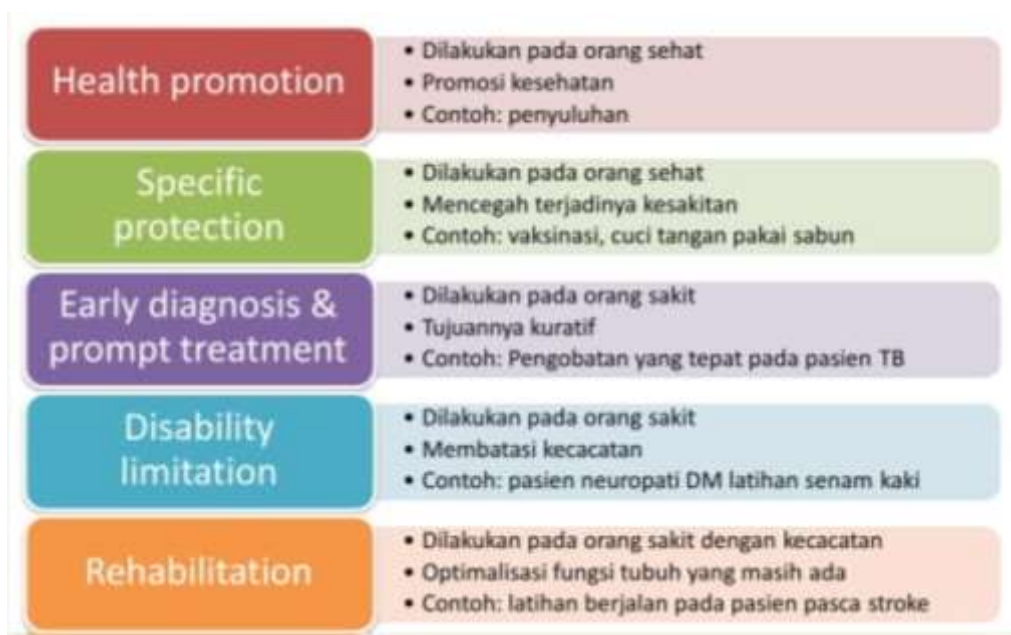 Health promotion
• Dilakukan pada orang sehat
• Promosi kesehatan
• Contoh: penyuluhan
Specific
protection
• Dilakukan pada orang sehat
• Mencegah terjadinya kesakitan
• Contoh: vaksinasi, cuci tangan pakai sabun
Early diagnosis &
prompt treatment
• Dilakukan pada orang sakit
• Tujuannya kuratif
• Contoh: Pengobatan yang tepat pada pasien TB
Disability
limitation
• Dilakukan pada orang sakit
• Membatasi kecacatan
• Contoh: pasien neuropati DM latihan senam kaki
Rehabilitation
• Dilakukan pada orang sakit dengan kecacatan
• Optimalisasi fungsi tubuh yang masih ada
• Contoh: latihan berjalan pada pasien pasca stroke